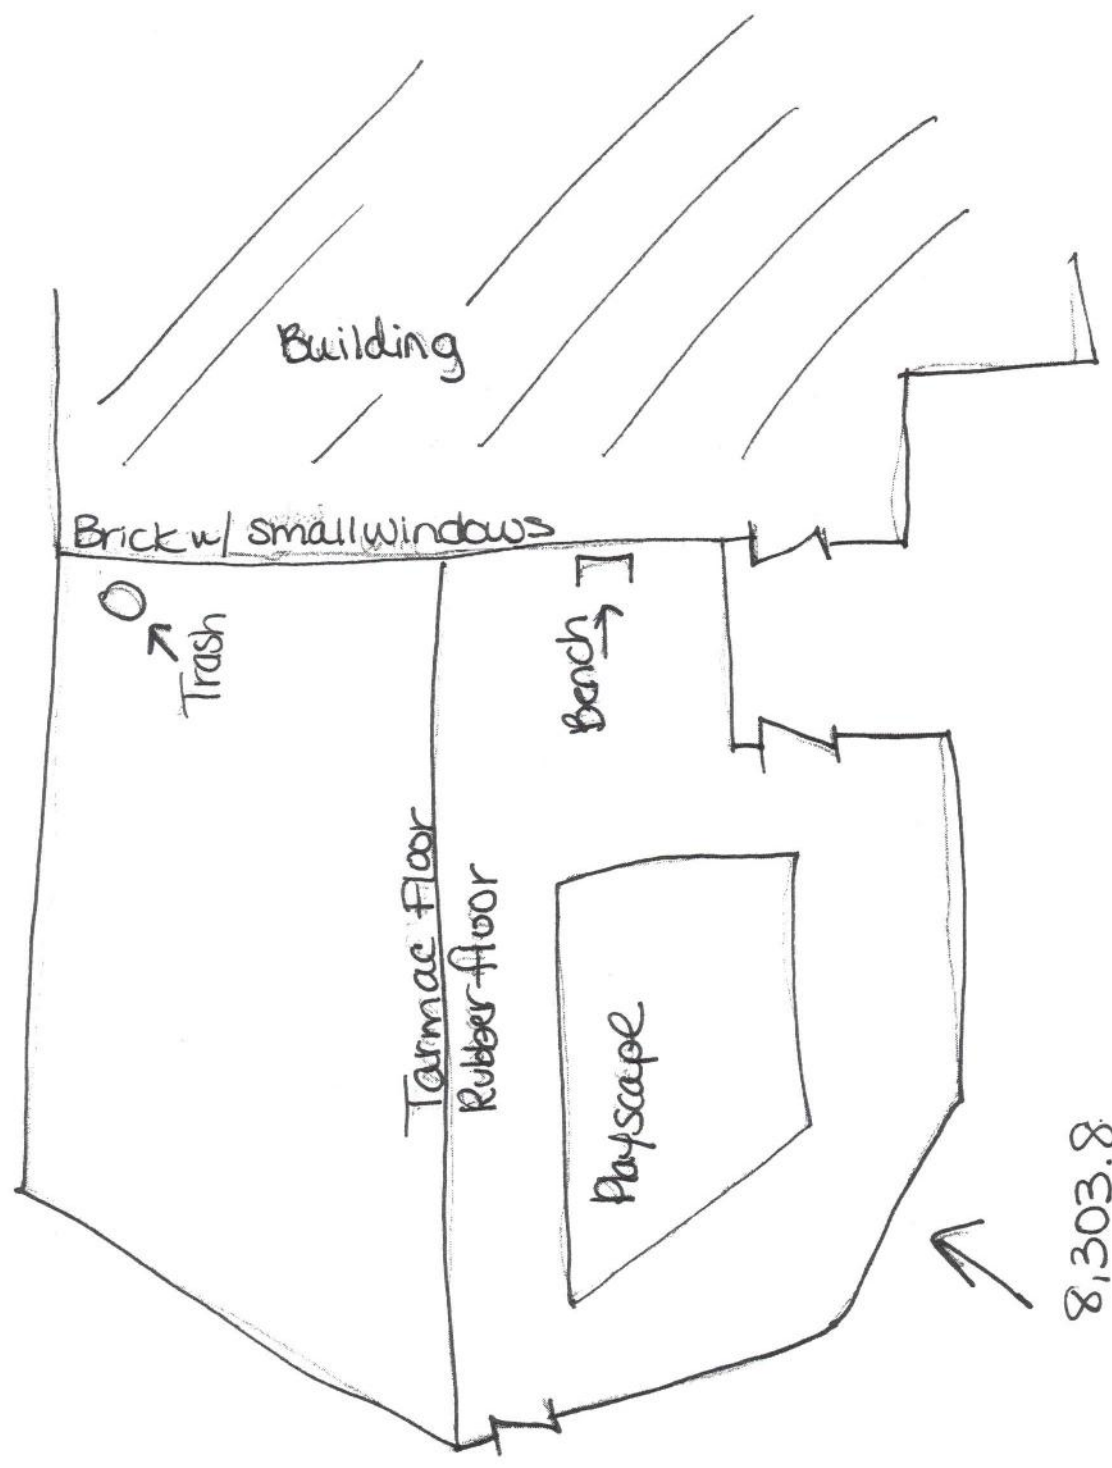 Building
Brick w/ small windows
Trash
Bench
Tarmac Floor
Rubber floor
Playscape
8,303.8